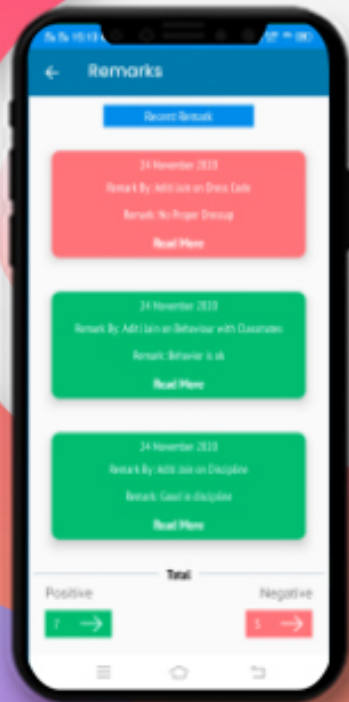 Remarks
Recent Remark
24 November 2020
Remark By: Aditi Jain on Dress Code
Remark: No Proper Dressup
Read More
24 November 2020
Remark By: Aditi Jain on Behaviour with Classmates
Remark: Behavior is ok
Read More
24 November 2020
Remark By: Aditi Jain on Discipline
Remark: Good in discipline
Read More
Total
Positive
Negative
7